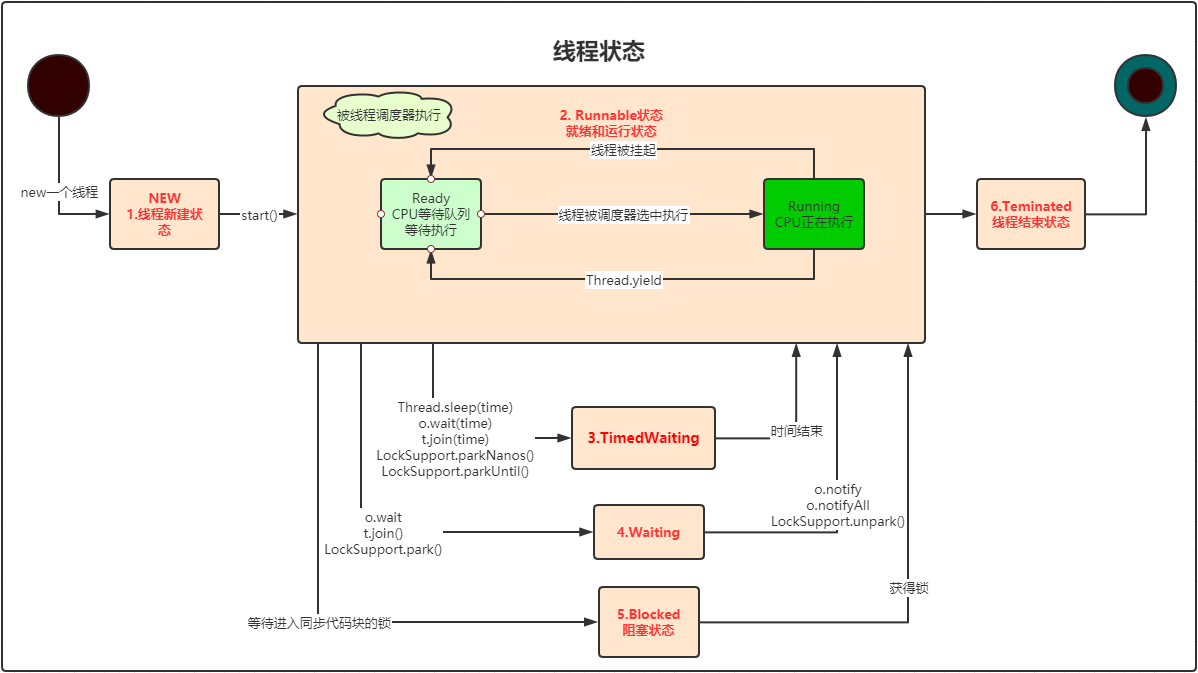 线程状态
被线程调度器执行
2. Runnable状态
就绪和运行状态
线程被挂起
new一个线程
NEW
1.线程新建状
态
start()
Ready
CPU等待队列
等待执行
线程被调度器选中执行
Running
CPU正在执行
6.Teminated
线程结束状态
Thread.yield
Thread.sleep(time)
o.wait(time)
t.join(time)
LockSupport.parkNanos()
LockSupport.parkUntil()
3.TimedWaiting
时间结束
o.wait
t.join()
LockSupport.park()
4.Waiting
o.notify
o.notifyAll
LockSupport.unpark()
等待进入同步代码块的锁
5.Blocked
阻塞状态
获得锁